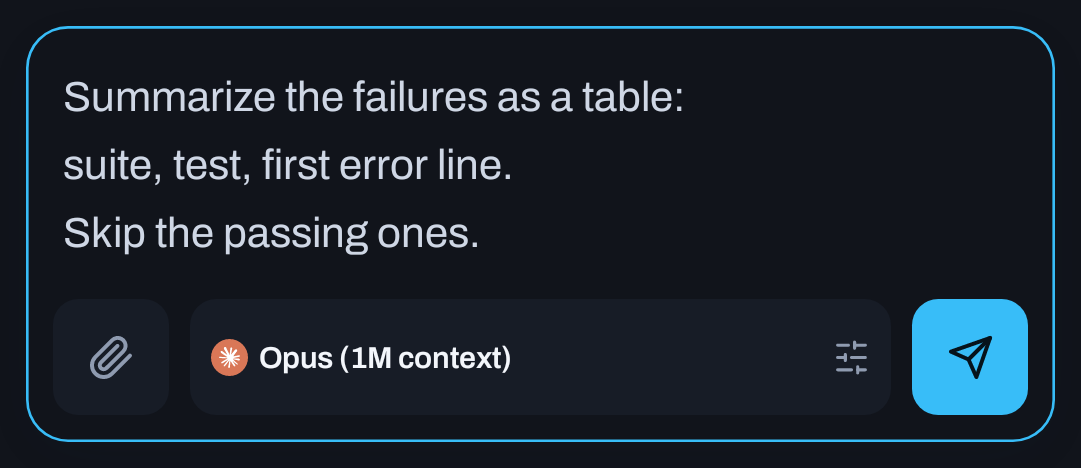 Summarize the failures as a table:
suite, test, first error line.
Skip the passing ones.
Opus (1M context)